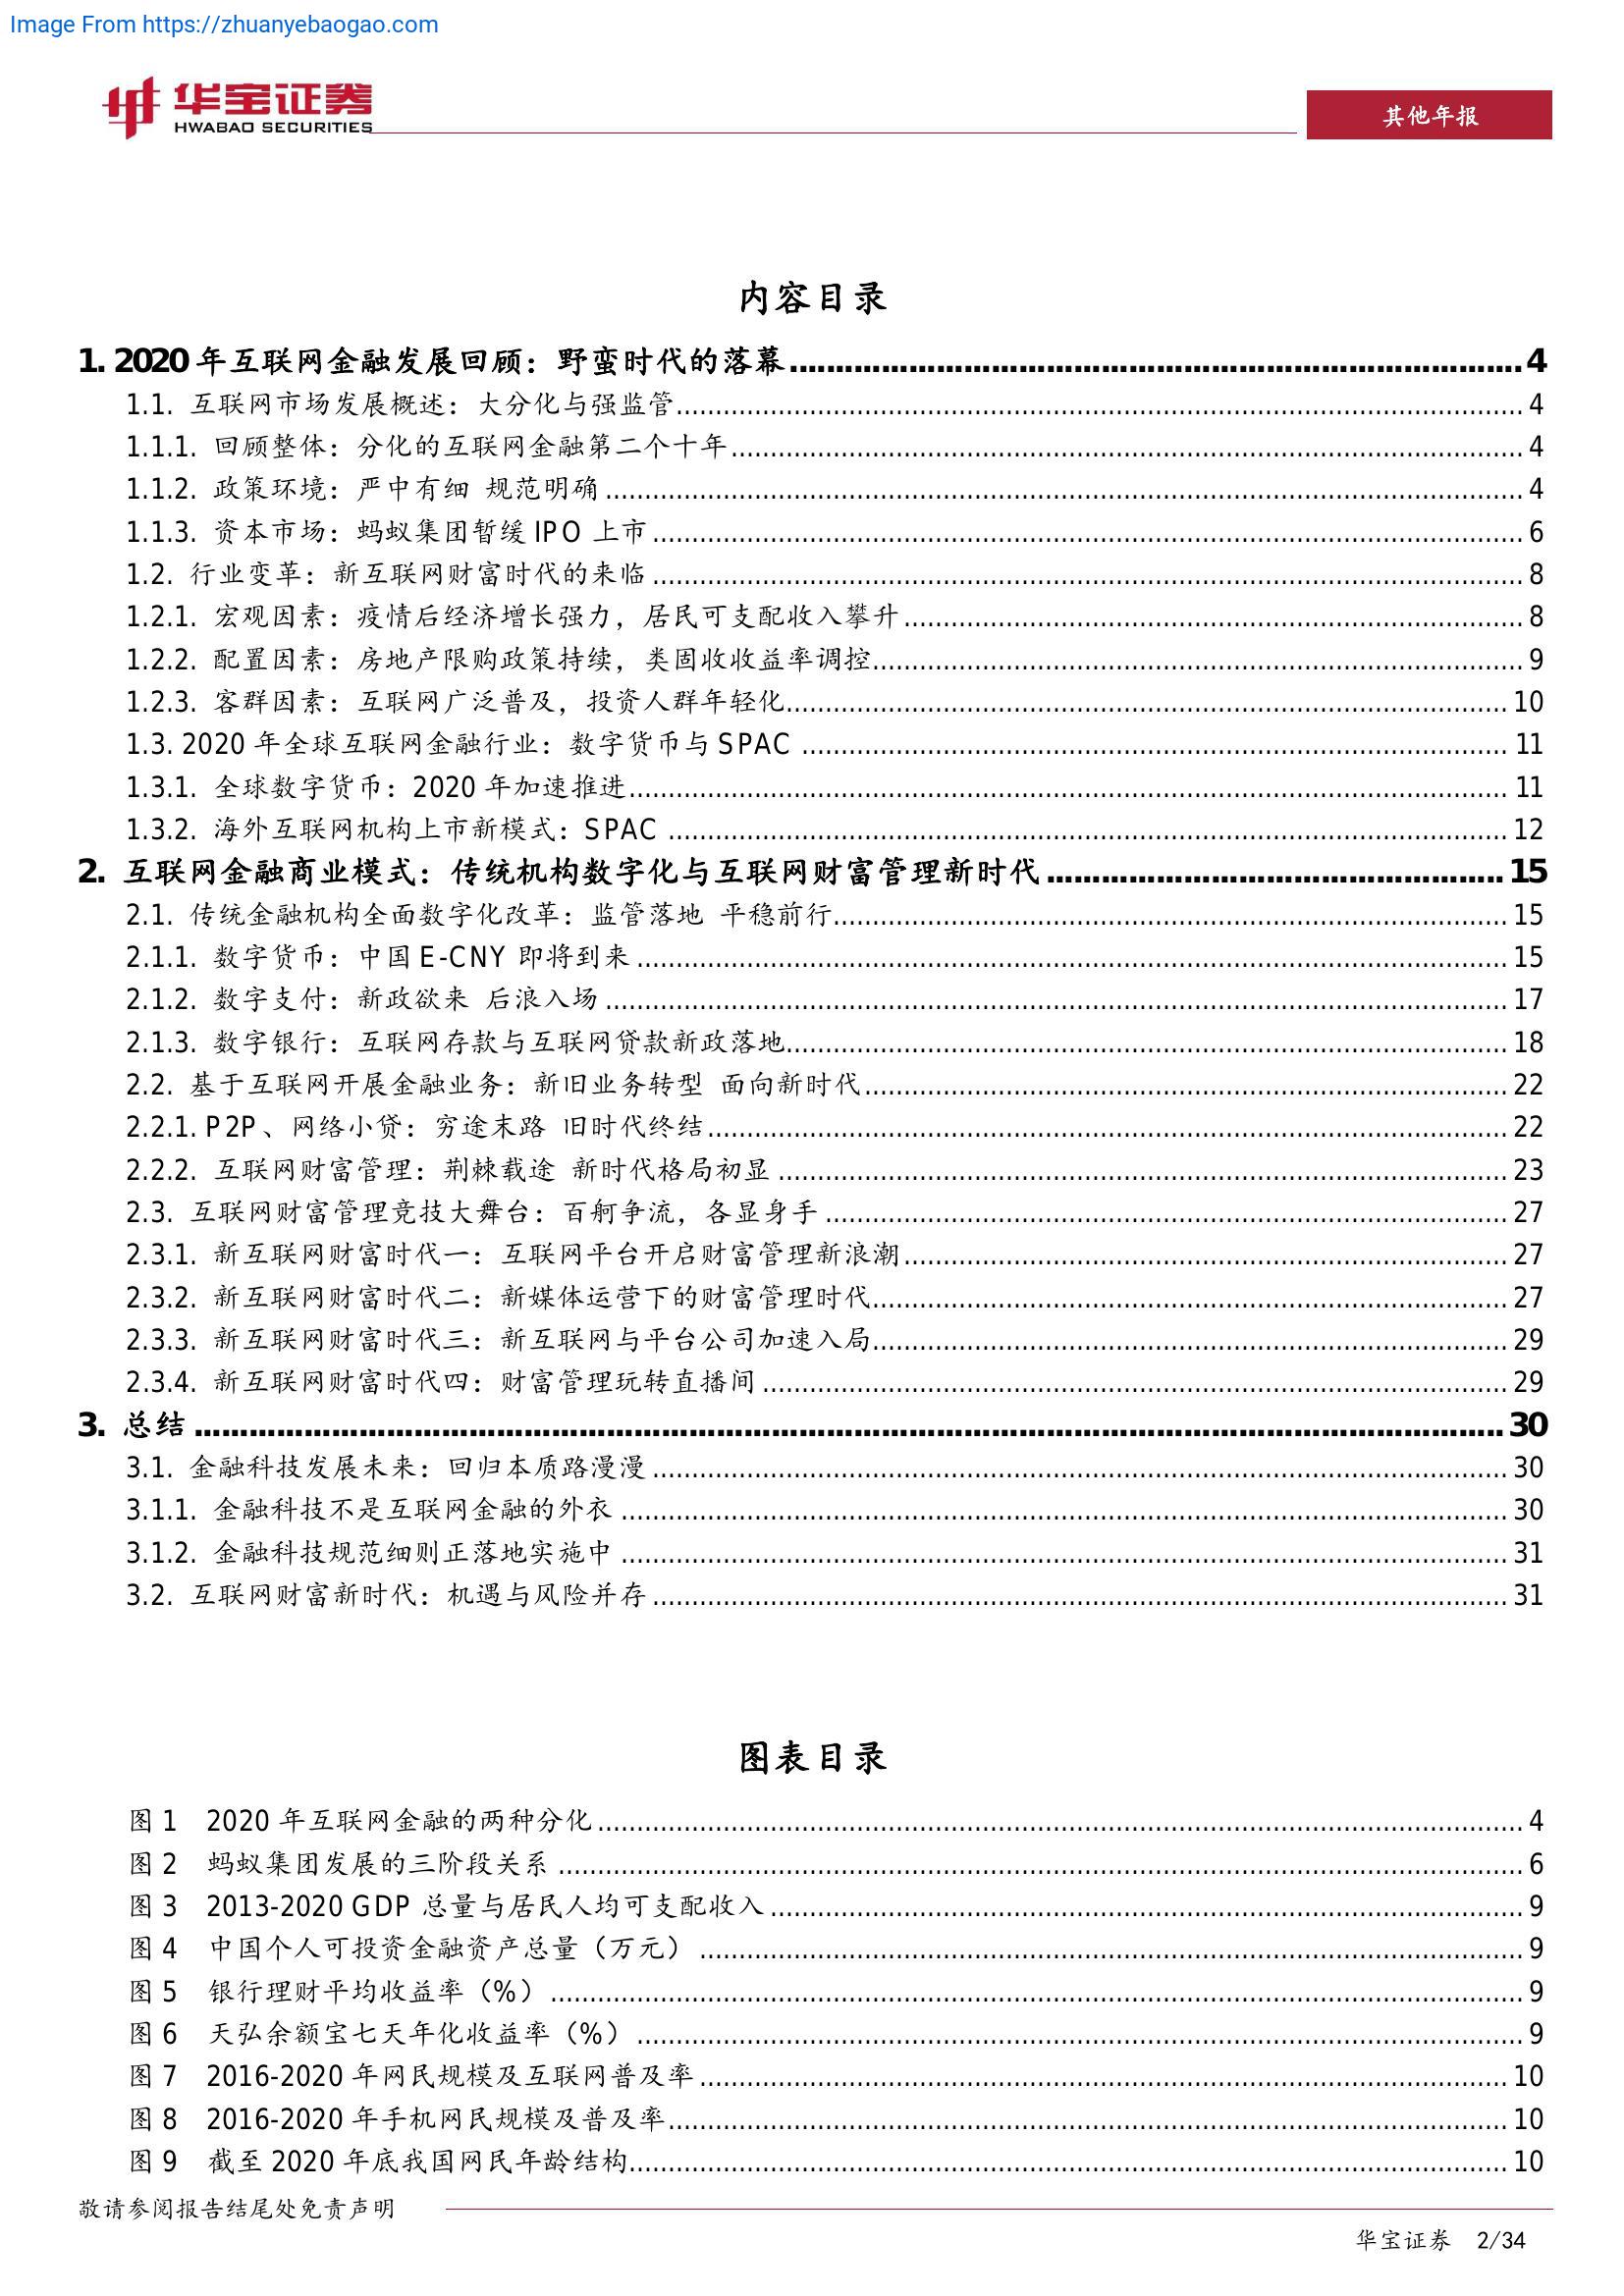 Image From https://zhuanyebaogao.com
华宝证券
HWABAO SECURITIES
其他年报
内容目录
1. 2020 年互联网金融发展回顾：野蛮时代的落幕 4
1.1. 互联网市场发展概述：大分化与强监管 4
1.1.1. 回顾整体：分化的互联网金融第二个十年 4
1.1.2. 政策环境：严中有细 规范明确 4
1.1.3. 资本市场：蚂蚁集团暂缓 IPO 上市 6
1.2. 行业变革：新互联网财富时代的来临 8
1.2.1. 宏观因素：疫情后经济增长强力，居民可支配收入攀升 8
1.2.2. 配置因素：房地产限购政策持续，类固收收益率调控 9
1.2.3. 客群因素：互联网广泛普及，投资人群年轻化 10
1.3. 2020 年全球互联网金融行业：数字货币与 SPAC 11
1.3.1. 全球数字货币：2020 年加速推进 11
1.3.2. 海外互联网机构上市新模式：SPAC 12
2. 互联网金融商业模式：传统机构数字化与互联网财富管理新时代 15
2.1. 传统金融机构全面数字化改革：监管落地 平稳前行 15
2.1.1. 数字货币：中国 E-CNY 即将到来 15
2.1.2. 数字支付：新政欲来 后浪入场 17
2.1.3. 数字银行：互联网存款与互联网贷款新政落地 18
2.2. 基于互联网开展金融业务：新旧业务转型 面向新时代 22
2.2.1. P2P、网络小贷：穷途末路 旧时代终结 22
2.2.2. 互联网财富管理：荆棘载途 新时代格局初显 23
2.3. 互联网财富管理竞技大舞台：百舸争流，各显身手 27
2.3.1. 新互联网财富时代一：互联网平台开启财富管理新浪潮 27
2.3.2. 新互联网财富时代二：新媒体运营下的财富管理时代 27
2.3.3. 新互联网财富时代三：新互联网与平台公司加速入局 29
2.3.4. 新互联网财富时代四：财富管理玩转直播间 29
3. 总结 30
3.1. 金融科技发展未来：回归本质路漫漫 30
3.1.1. 金融科技不是互联网金融的外衣 30
3.1.2. 金融科技规范细则正落地实施中 31
3.2. 互联网财富新时代：机遇与风险并存 31
图表目录
图 1 2020 年互联网金融的两种分化 4
图 2 蚂蚁集团发展的三阶段关系 6
图 3 2013-2020 GDP 总量与居民人均可支配收入 9
图 4 中国个人可投资金融资产总量（万元） 9
图 5 银行理财平均收益率（%） 9
图 6 天弘余额宝七天年化收益率（%） 9
图 7 2016-2020 年网民规模及互联网普及率 10
图 8 2016-2020 年手机网民规模及普及率 10
图 9 截至 2020 年底我国网民年龄结构 10
敬请参阅报告结尾处免责声明
华宝证券 2/34